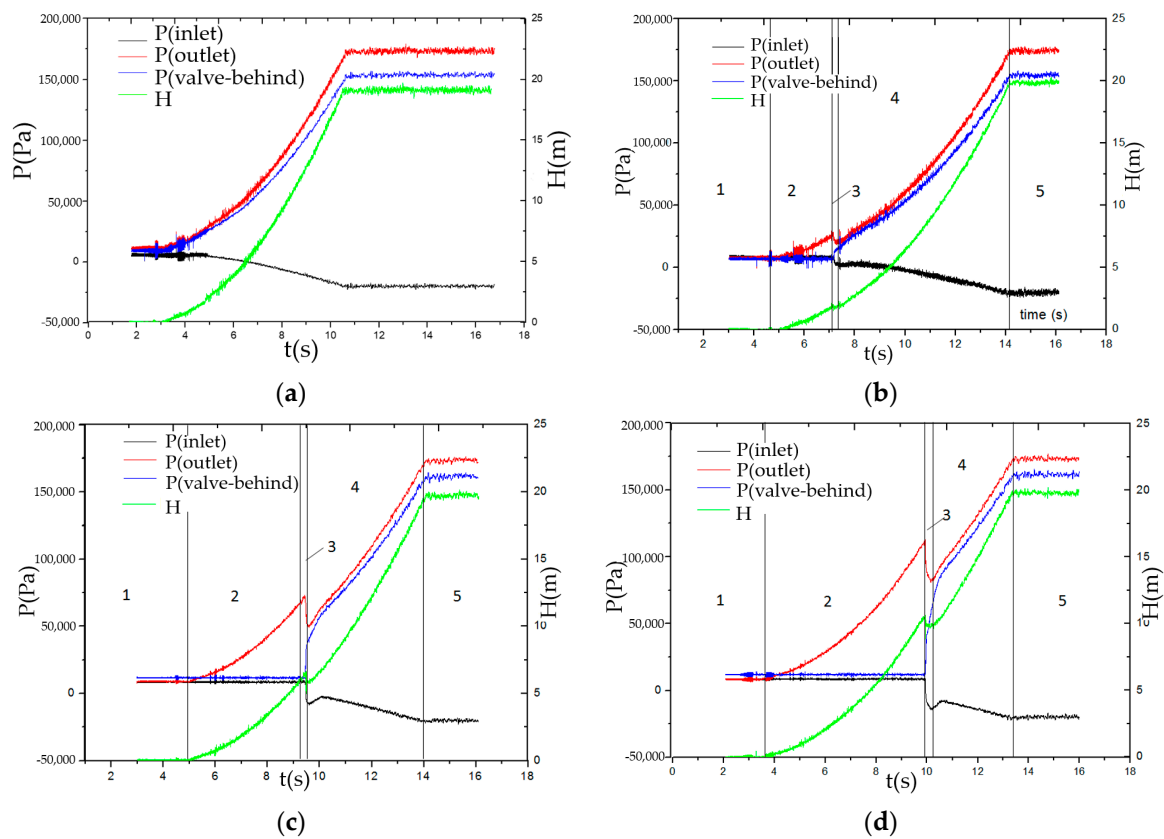 P(inlet)
P(outlet)
P(valve-behind)
H
200,000
150,000
100,000
50,000
0
-50,000
P(Pa)
25
20
15
10
5
0
H(m)
0 2 4 6 8 10 12 14 16 18
t(s)
(a)
P(inlet)
P(outlet)
P(valve-behind)
H
200,000
150,000
100,000
50,000
0
-50,000
P(Pa)
1
2
3
4
5
25
20
15
10
5
0
H(m)
time (s)
2 4 6 8 10 12 14 16 18
t(s)
(b)
P(inlet)
P(outlet)
P(valve-behind)
H
200,000
150,000
100,000
50,000
0
-50,000
P(Pa)
1
2
3
4
5
25
20
15
10
5
0
H(m)
2 4 6 8 10 12 14 16 18
t(s)
(c)
P(inlet)
P(outlet)
P(valve-behind)
H
200,000
150,000
100,000
50,000
0
-50,000
P(Pa)
1
2
3
4
5
25
20
15
10
5
0
H(m)
0 2 4 6 8 10 12 14 16 18
t(s)
(d)